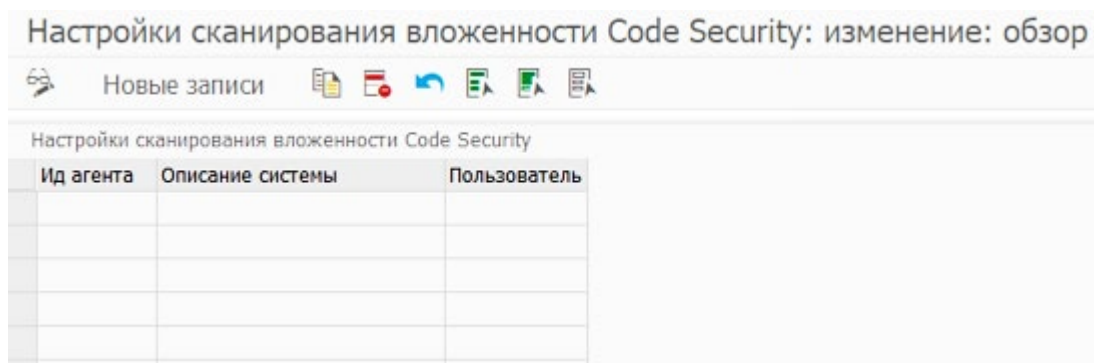 Настройки сканирования вложенности Code Security: изменение: обзор
Новые записи
Настройки сканирования вложенности Code Security
Ид агента Описание системы Пользователь